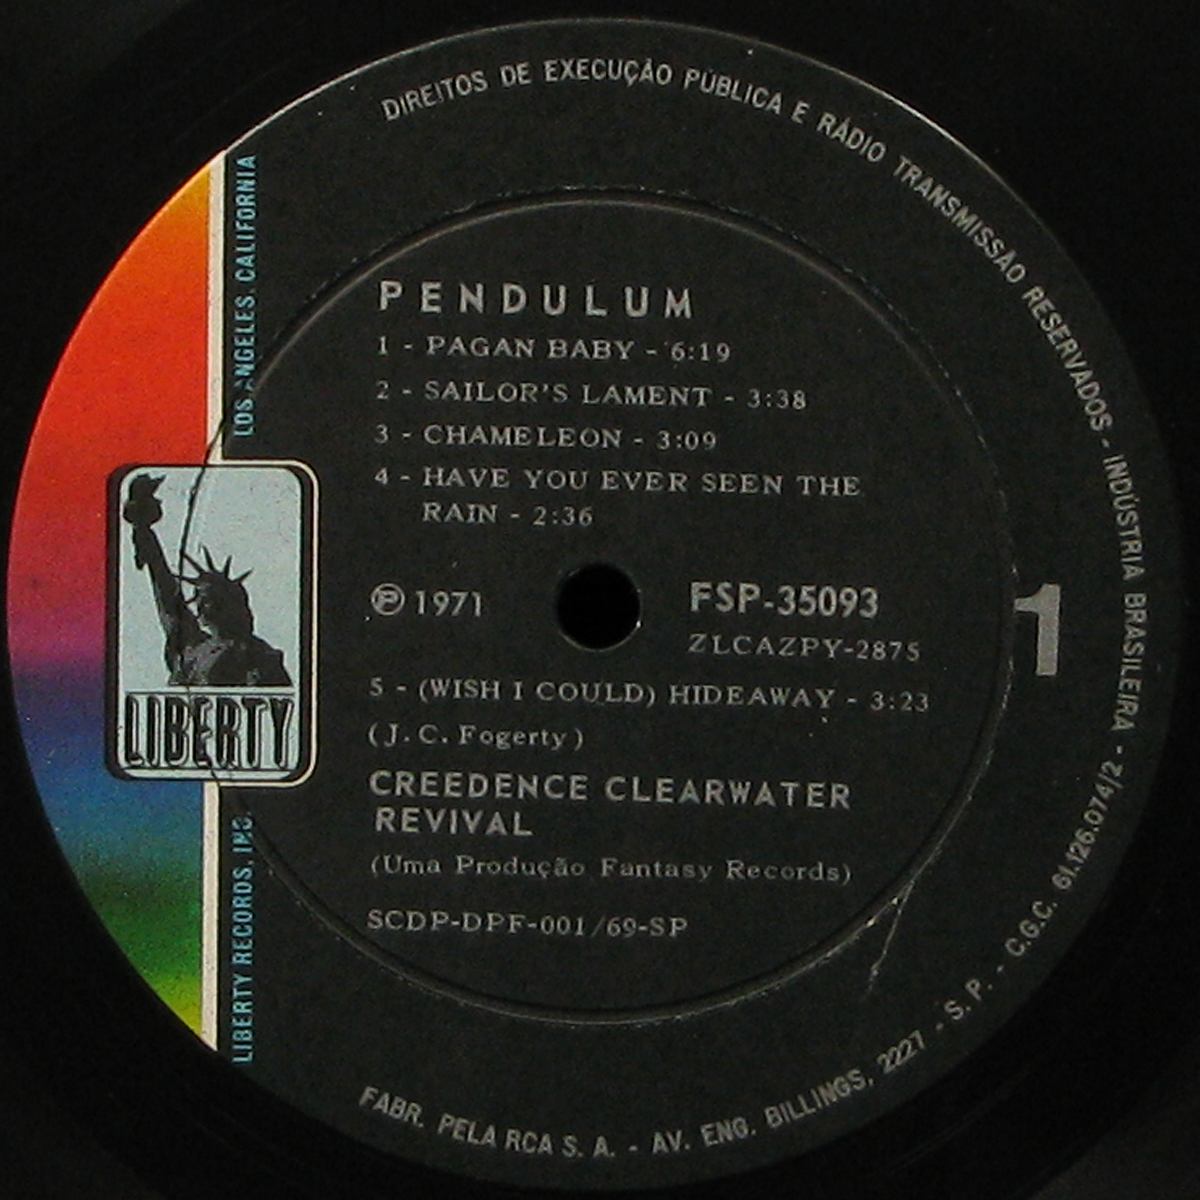 DIREITOS DE EXECUÇÃO PÚBLICA E RÁDIO TRANSMISSÃO RESERVADOS - INDÚSTRIA BRASILEIRA -
LOS ANGELES, CALIFORNIA
PENDULUM
1 - PAGAN BABY - 6:19
2 - SAILOR'S LAMENT - 3:38
3 - CHAMELEON - 3:09
4 - HAVE YOU EVER SEEN THE
RAIN - 2:36
Ⓟ 1971
FSP-35093
ZLCAZPY-2875
1
5 - (WISH I COULD) HIDEAWAY - 3:23
(J. C. Fogerty)
CREEDENCE CLEARWATER
REVIVAL
(Uma Produção Fantasy Records)
SCDP-DPF-001/69-SP
LIBERTY
LIBERTY RECORDS, INC.
FABR. PELA RCA S. A. - AV. ENG. BILLINGS, 2227 - S. P. - C.G.C. 61.126.074/2 -